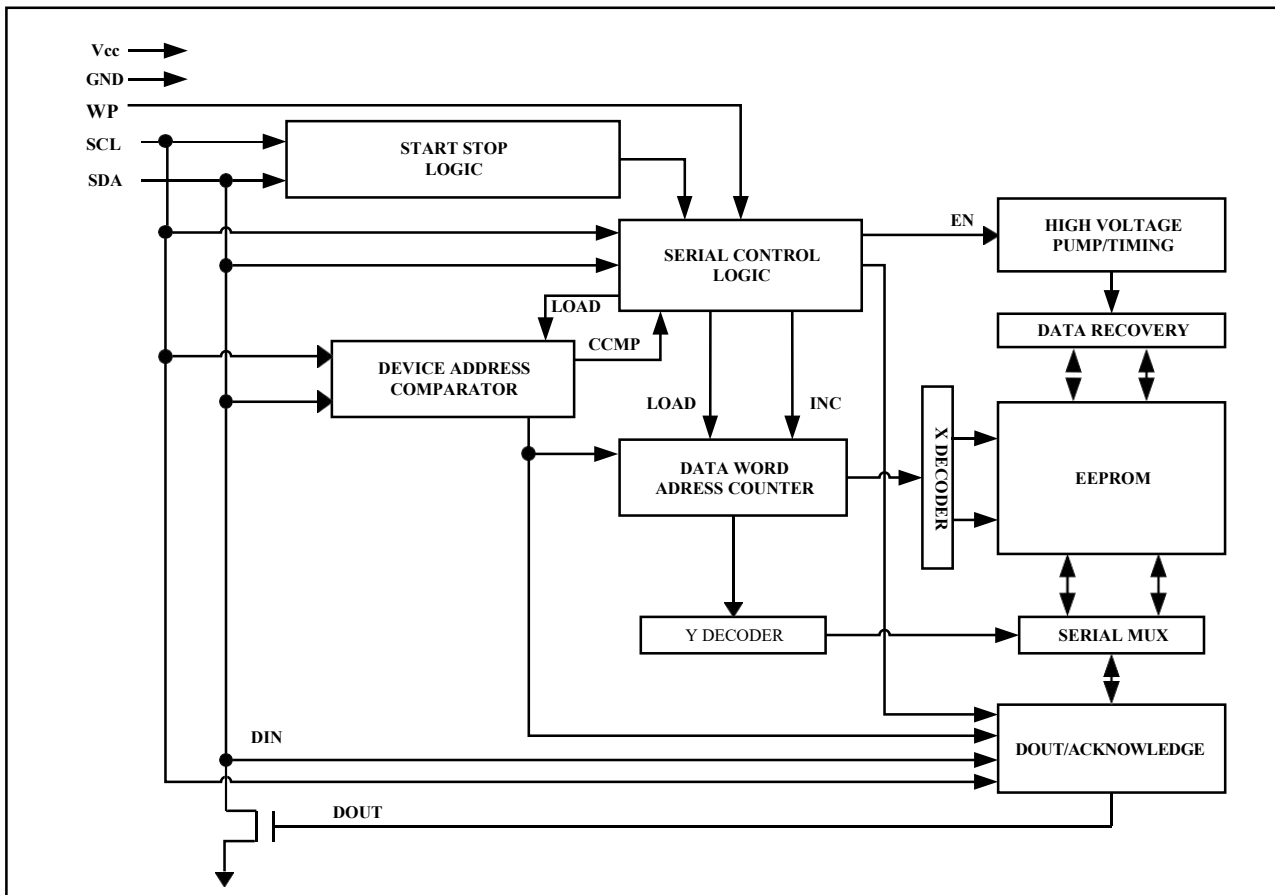 Vcc
GND
WP
SCL
SDA
START STOP
LOGIC
SERIAL CONTROL
LOGIC
EN
HIGH VOLTAGE
PUMP/TIMING
DATA RECOVERY
LOAD
CCMP
DEVICE ADDRESS
COMPARATOR
LOAD
INC
DATA WORD
ADRESS COUNTER
X DECODER
EEPROM
Y DECODER
SERIAL MUX
DIN
DOUT/ACKNOWLEDGE
DOUT